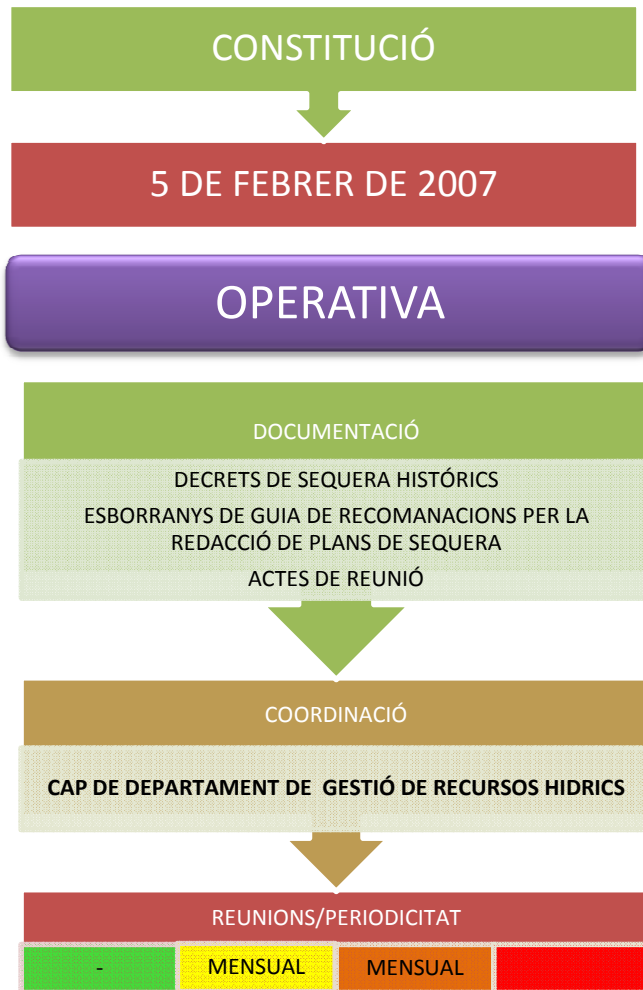 CONSTITUCIÓ
5 DE FEBRER DE 2007
OPERATIVA
DOCUMENTACIÓ
DECRETS DE SEQUERA HISTÓRICS
ESBORRANYS DE GUIA DE RECOMANACIONS PER LA
REDACCIÓ DE PLANS DE SEQUERA
ACTES DE REUNIÓ
COORDINACIÓ
CAP DE DEPARTAMENT DE GESTIÓ DE RECURSOS HIDRICS
REUNIONS/PERIODICITAT
- MENSUAL MENSUAL